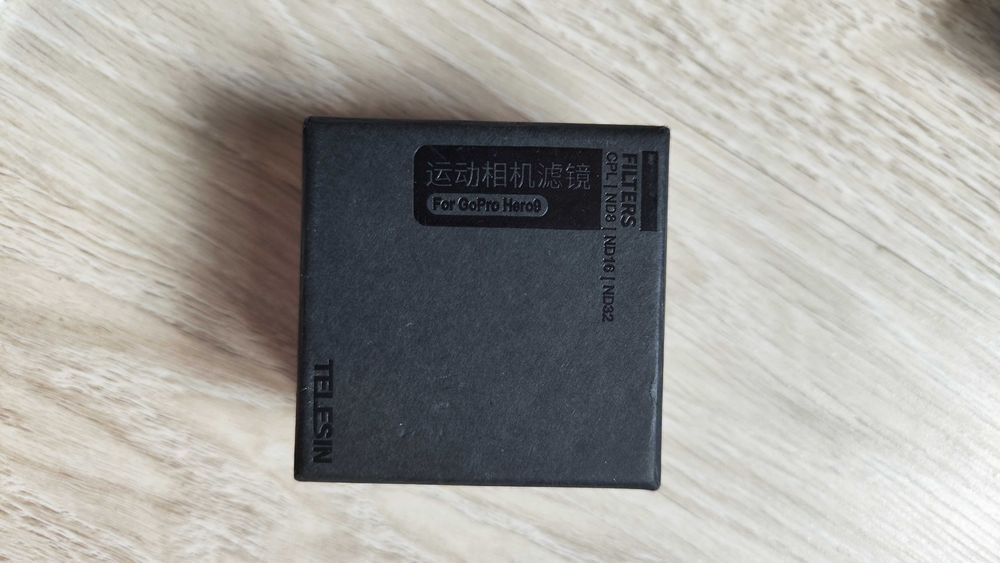 运动相机滤镜
For GoPro Hero9
FILTERS
CPL | ND8 | ND16 | ND32
TELESIN